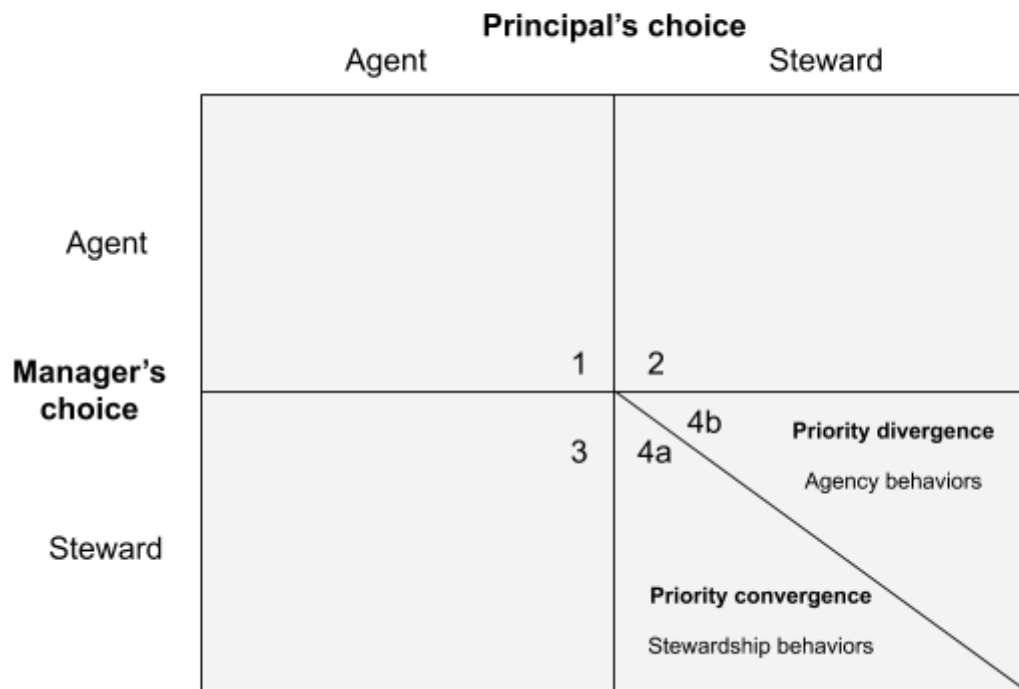 Principal’s choice
Agent
Steward
Agent
1
2
Manager’s
choice
4b
Priority divergence
3
4a
Agency behaviors
Steward
Priority convergence
Stewardship behaviors